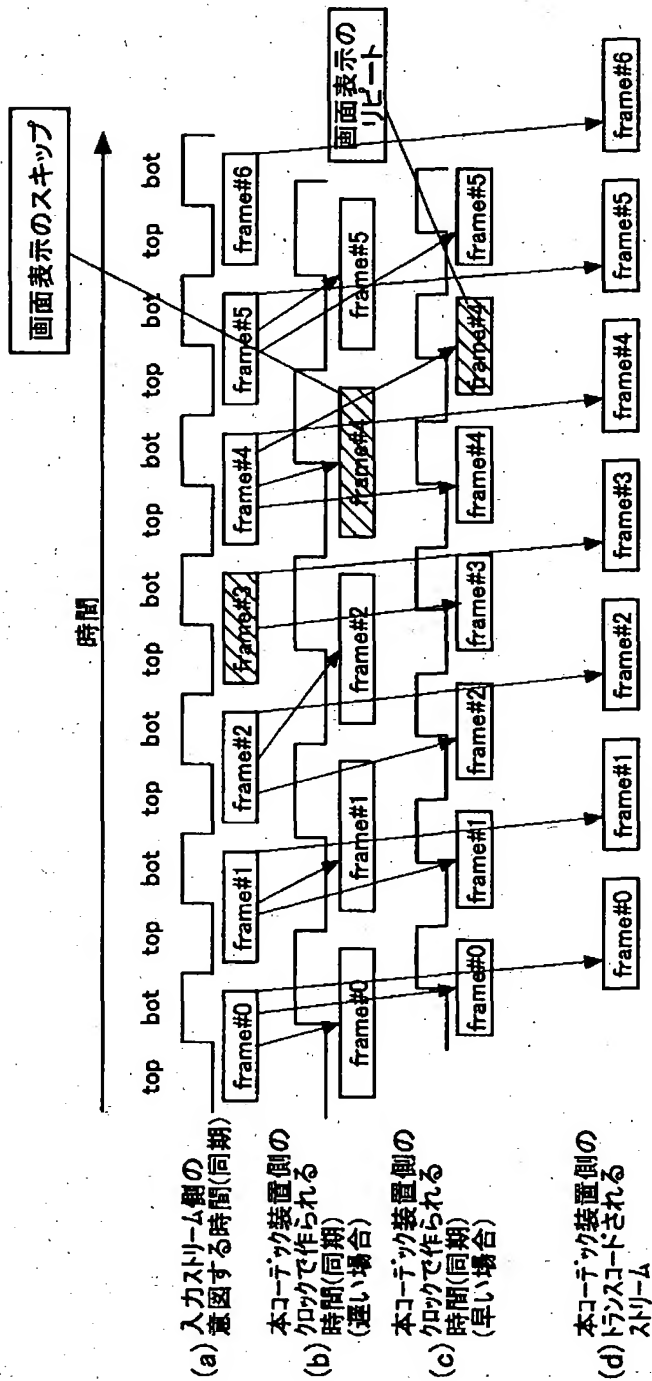 画面表示のスキップ
時間
top bot top bot top bot top bot top bot top bot top bot
(a) 入力ストリーム側の
意図する時間(同期)
frame#0 frame#1 frame#2 frame#3 frame#4 frame#5 frame#6
(b) 本コーデック装置側の
クロックで作られる
時間(同期)
(遅い場合)
frame#0 frame#1 frame#2 frame#4 frame#5
画面表示の
リピート
(c) 本コーデック装置側の
クロックで作られる
時間(同期)
(早い場合)
frame#0 frame#1 frame#2 frame#3 frame#4 frame#4 frame#5
(d) 本コーデック装置側の
トランスコードされる
ストリーム
frame#0 frame#1 frame#2 frame#3 frame#4 frame#5 frame#6